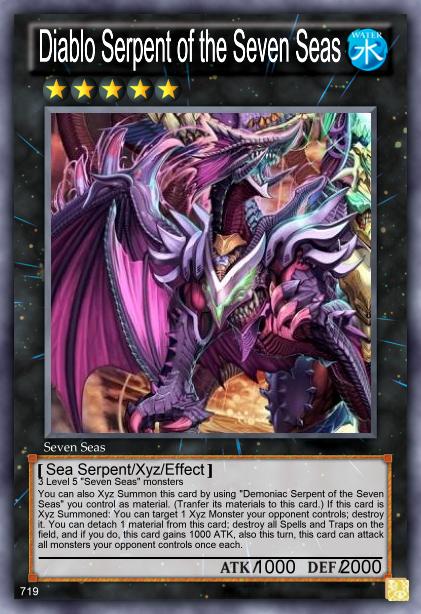 Diablo Serpent of the Seven Seas
WATER
水
Seven Seas
[ Sea Serpent/Xyz/Effect ]
3 Level 5 "Seven Seas" monsters
You can also Xyz Summon this card by using "Demoniac Serpent of the Seven
Seas" you control as material. (Tranfer its materials to this card.) If this card is
Xyz Summoned: You can target 1 Xyz Monster your opponent controls; destroy
it. You can detach 1 material from this card; destroy all Spells and Traps on the
field, and if you do, this card gains 1000 ATK, also this turn, this card can attack
all monsters your opponent controls once each.
ATK/1000 DEF/2000
719